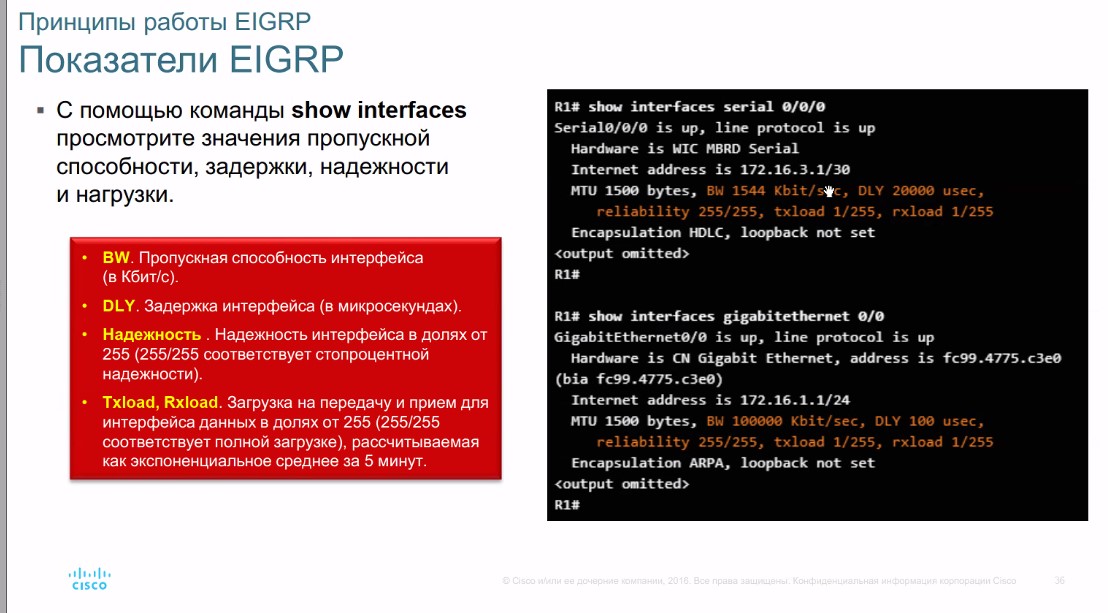 Принципы работы EIGRP
Показатели EIGRP
▪ С помощью команды show interfaces
просмотрите значения пропускной
способности, задержки, надежности
и нагрузки.
• BW. Пропускная способность интерфейса
(в Кбит/с).
• DLY. Задержка интерфейса (в микросекундах).
• Надежность . Надежность интерфейса в долях от
255 (255/255 соответствует стопроцентной
надежности).
• Txload, Rxload. Загрузка на передачу и прием для
интерфейса данных в долях от 255 (255/255
соответствует полной загрузке), рассчитываемая
как экспоненциальное среднее за 5 минут.
R1# show interfaces serial 0/0/0
Serial0/0/0 is up, line protocol is up
Hardware is WIC MBRD Serial
Internet address is 172.16.3.1/30
MTU 1500 bytes, BW 1544 Kbit/sec, DLY 20000 usec,
reliability 255/255, txload 1/255, rxload 1/255
Encapsulation HDLC, loopback not set
<output omitted>
R1#
R1# show interfaces gigabitethernet 0/0
GigabitEthernet0/0 is up, line protocol is up
Hardware is CN Gigabit Ethernet, address is fc99.4775.c3e0
(bia fc99.4775.c3e0)
Internet address is 172.16.1.1/24
MTU 1500 bytes, BW 100000 Kbit/sec, DLY 100 usec,
reliability 255/255, txload 1/255, rxload 1/255
Encapsulation ARPA, loopback not set
<output omitted>
R1#
CISCO
© Cisco и/или ее дочерние компании, 2016. Все права защищены. Конфиденциальная информация корпорации Cisco
36